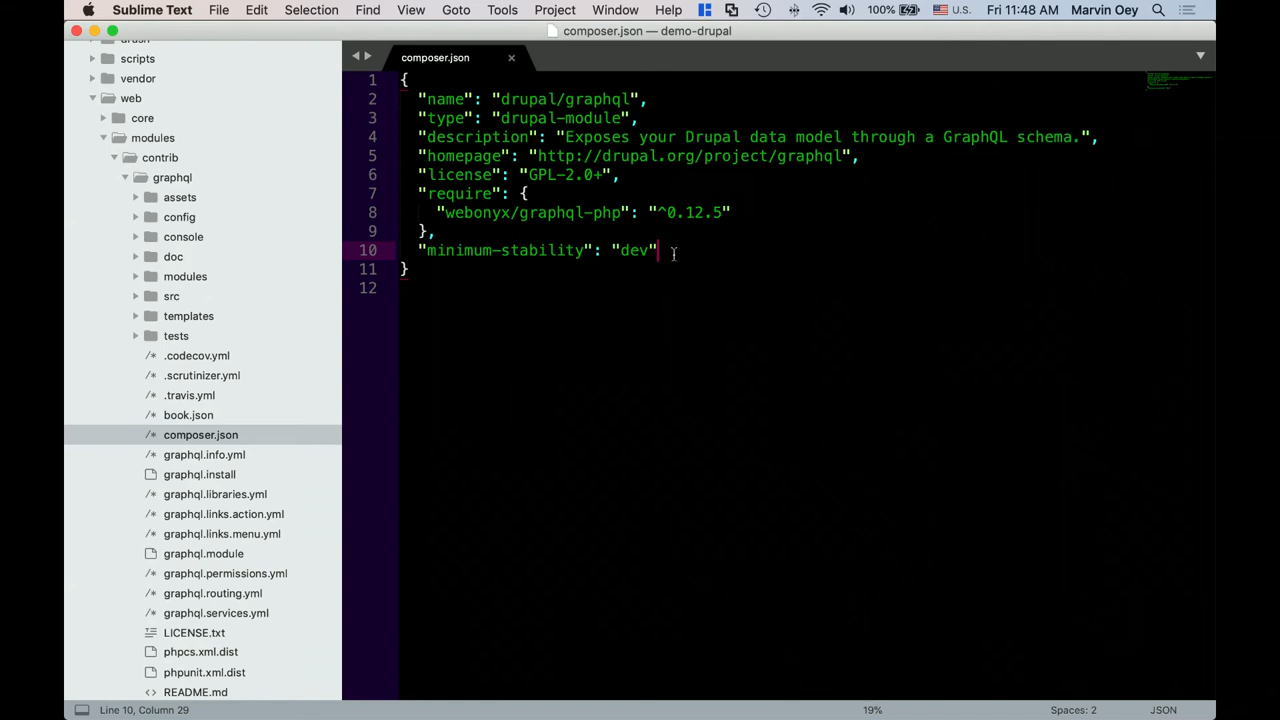 Sublime Text File Edit Selection Find View Goto Tools Project Window Help 100% U.S. Fri 11:48 AM Marvin Oey
composer.json — demo-drupal
scripts
vendor
web
core
modules
contrib
graphql
assets
config
console
doc
modules
src
templates
tests
.codecov.yml
.scrutinizer.yml
.travis.yml
book.json
composer.json
graphql.info.yml
graphql.install
graphql.libraries.yml
graphql.links.action.yml
graphql.links.menu.yml
graphql.module
graphql.permissions.yml
graphql.routing.yml
graphql.services.yml
LICENSE.txt
phpcs.xml.dist
phpunit.xml.dist
README.md
composer.json
1 {
2 "name": "drupal/graphql",
3 "type": "drupal-module",
4 "description": "Exposes your Drupal data model through a GraphQL schema.",
5 "homepage": "http://drupal.org/project/graphql",
6 "license": "GPL-2.0+",
7 "require": {
8 "webonyx/graphql-php": "^0.12.5"
9 },
10 "minimum-stability": "dev"
11 }
12
Line 10, Column 29 19% Spaces: 2 JSON